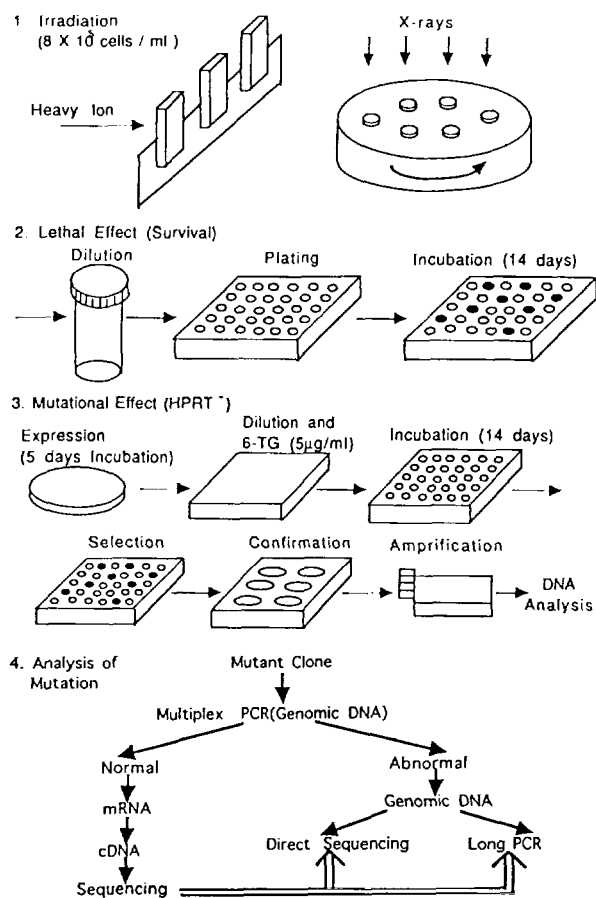 1 Irradiation
(8 X 10⁵ cells / ml )
X-rays
Heavy Ion
2. Lethal Effect (Survival)
Dilution
Plating
Incubation (14 days)
3. Mutational Effect (HPRT⁻)
Expression
(5 days Incubation)
Dilution and
6-TG (5μg/ml)
Incubation (14 days)
Selection
Confirmation
Amprification
DNA
Analysis
4. Analysis of
Mutation
Mutant Clone
Multiplex PCR(Genomic DNA)
Normal
Abnormal
mRNA
Genomic DNA
cDNA
Direct Sequencing
Long PCR
Sequencing